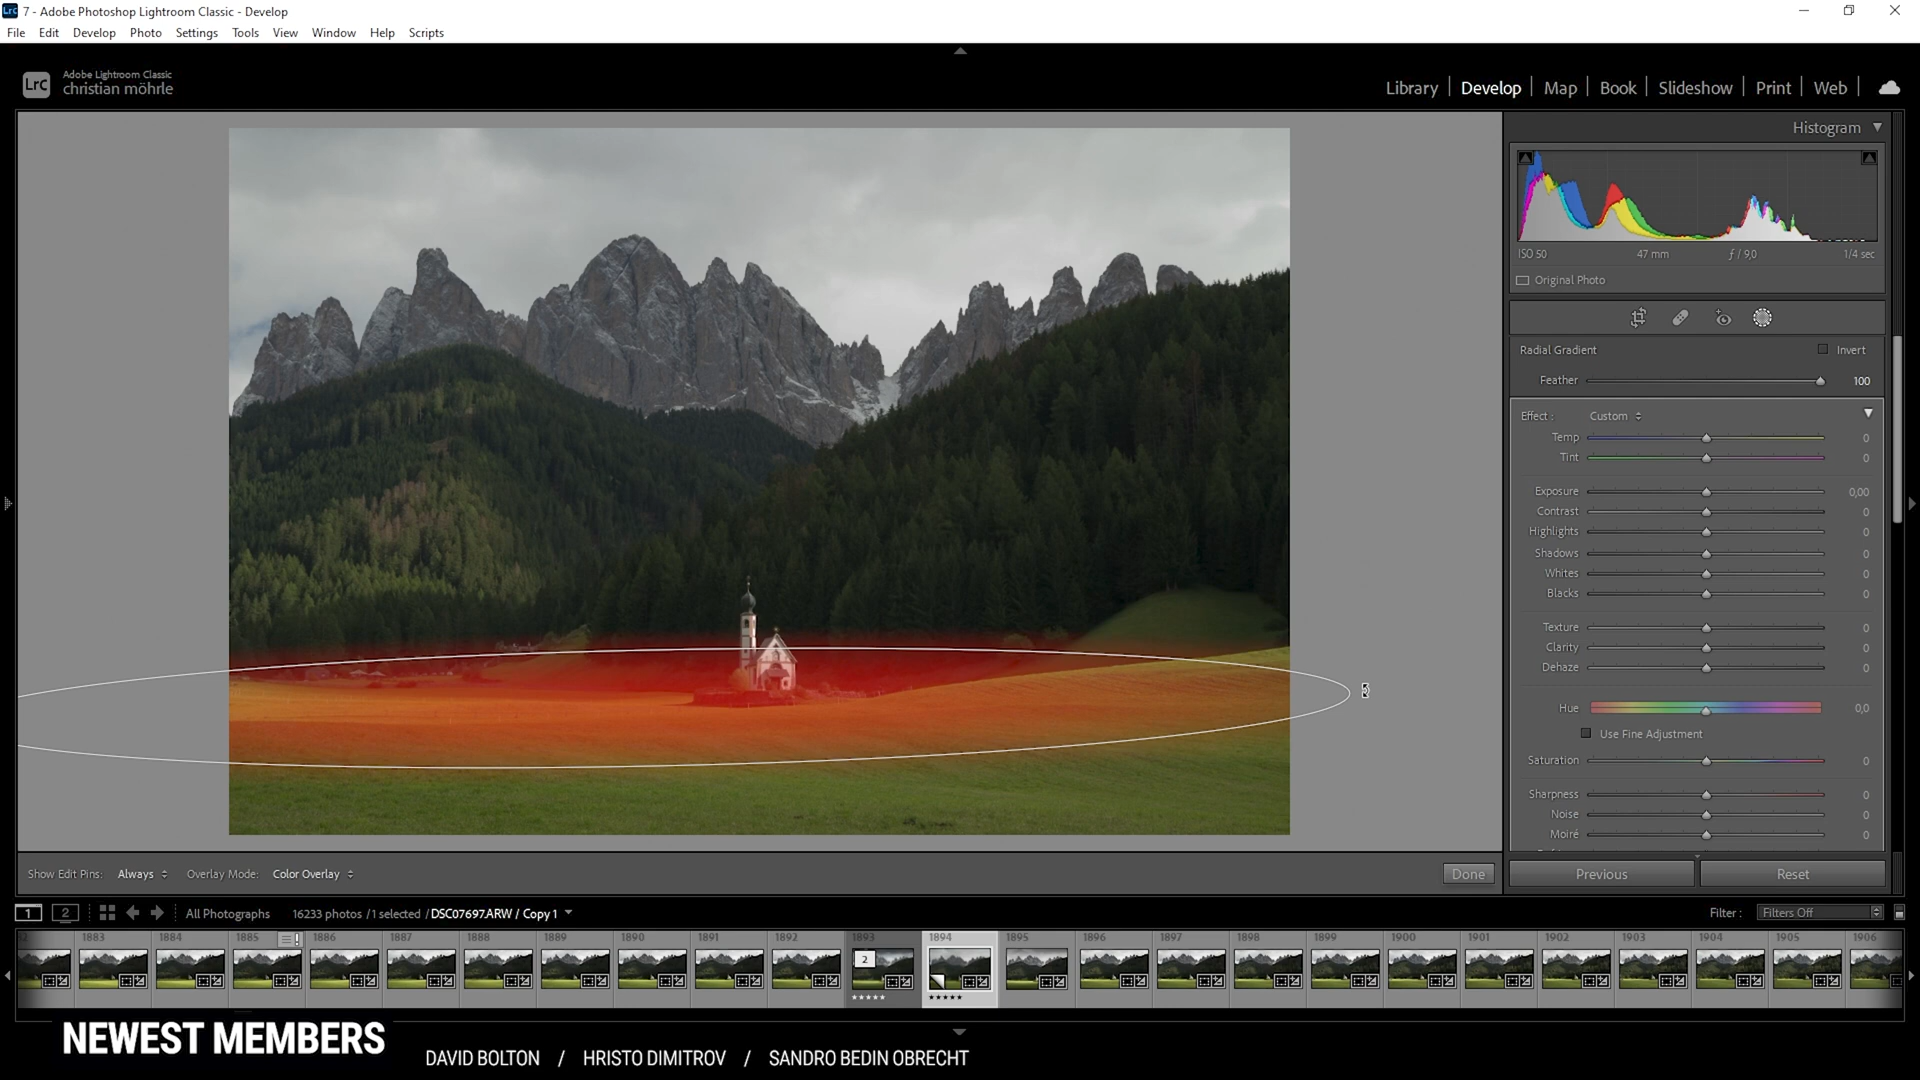 Lrc 7 - Adobe Photoshop Lightroom Classic - Develop
File Edit Develop Photo Settings Tools View Window Help Scripts
LrC Adobe Lightroom Classic
christian möhrle
Library Develop Map Book Slideshow Print Web
Histogram
ISO 50 47 mm ƒ / 9,0 1/4 sec
Original Photo
Radial Gradient Invert
Feather 100
Effect : Custom
Temp 0
Tint 0
Exposure 0,00
Contrast 0
Highlights 0
Shadows 0
Whites 0
Blacks 0
Texture 0
Clarity 0
Dehaze 0
Hue 0,0
Use Fine Adjustment
Saturation 0
Sharpness 0
Noise 0
Moiré 0
Show Edit Pins: Always Overlay Mode: Color Overlay Done
Previous Reset
1 2 All Photographs 16233 photos / 1 selected / DSC07697.ARW / Copy 1 Filter : Filters Off
1883 1884 1885 1886 1887 1888 1889 1890 1891 1892 1893 1894 1895 1896 1897 1898 1899 1900 1901 1902 1903 1904 1905 1906
2
NEWEST MEMBERS
DAVID BOLTON / HRISTO DIMITROV / SANDRO BEDIN OBRECHT